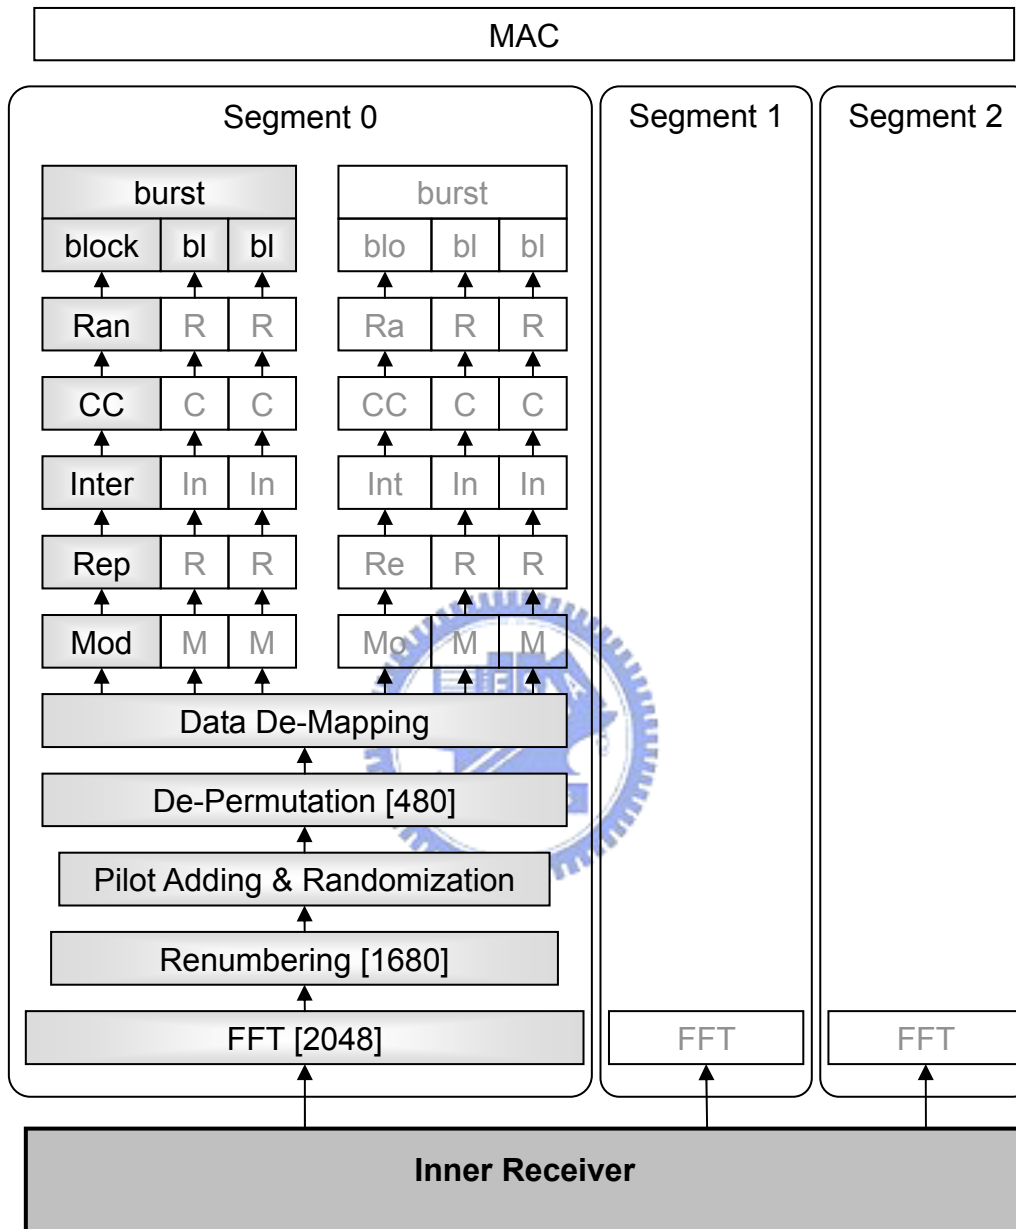 MAC
Segment 0 Segment 1 Segment 2
burst burst
block bl bl blo bl bl
Ran R R Ra R R
CC C C CC C C
Inter In In Int In In
Rep R R Re R R
Mod M M Mo M M
Data De-Mapping
De-Permutation [480]
Pilot Adding & Randomization
Renumbering [1680]
FFT [2048] FFT FFT
Inner Receiver